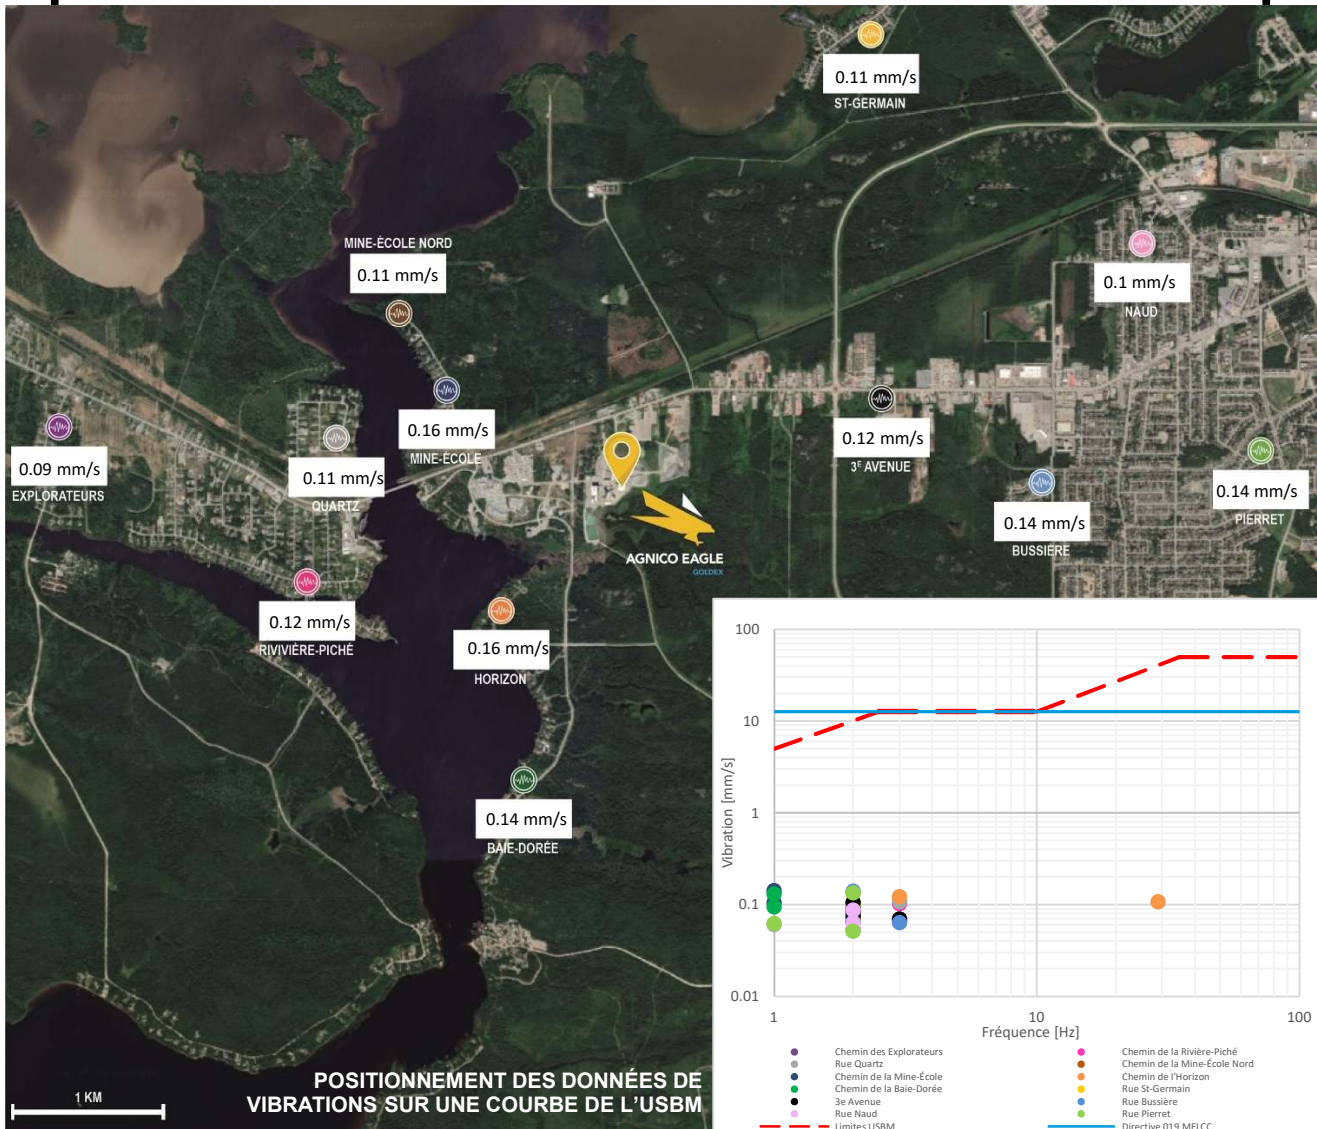 0.11 mm/s
ST-GERMAIN
MINE-ÉCOLE NORD
0.11 mm/s
0.1 mm/s
NAUD
0.16 mm/s
MINE-ÉCOLE
0.12 mm/s
3E AVENUE
0.09 mm/s
EXPLORATEURS
0.11 mm/s
QUARTZ
0.14 mm/s
PIERRET
0.14 mm/s
BUSSIÈRE
AGNICO EAGLE
GOLDEX
0.12 mm/s
RIVIVIÈRE-PICHÉ
0.16 mm/s
HORIZON
0.14 mm/s
BAIE-DORÉE
1 KM
POSITIONNEMENT DES DONNÉES DE
VIBRATIONS SUR UNE COURBE DE L'USBM
100
10
1
0.1
0.01
Vibration [mm/s]
1
10
100
Fréquence [Hz]
Chemin des Explorateurs
Chemin de la Rivière-Piché
Rue Quartz
Chemin de la Mine-École Nord
Chemin de la Mine-École
Chemin de l'Horizon
Chemin de la Baie-Dorée
Rue St-Germain
3e Avenue
Rue Bussière
Rue Naud
Rue Pierret
Limites USBM
Directive 019 MELCC